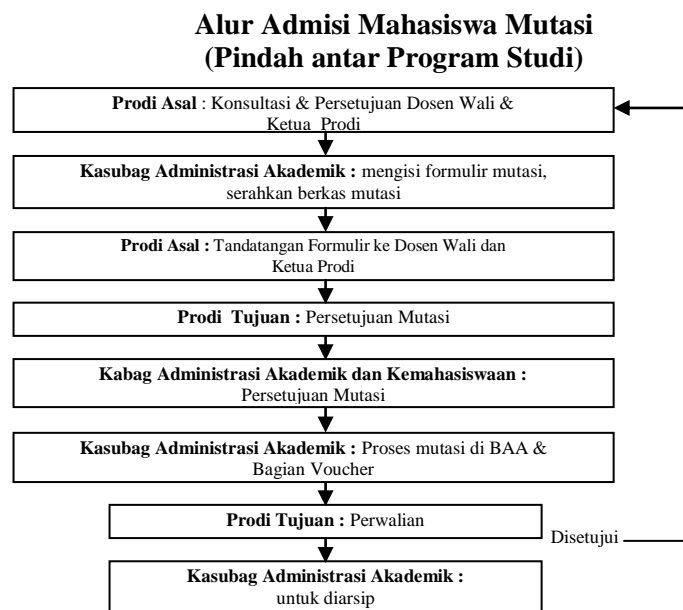 Alur Admisi Mahasiswa Mutasi
(Pindah antar Program Studi)
Prodi Asal : Konsultasi & Persetujuan Dosen Wali &
Ketua Prodi
Kasubag Administrasi Akademik : mengisi formulir mutasi,
serahkan berkas mutasi
Prodi Asal : Tandatangan Formulir ke Dosen Wali dan
Ketua Prodi
Prodi Tujuan : Persetujuan Mutasi
Kabag Administrasi Akademik dan Kemahasiswaan :
Persetujuan Mutasi
Kasubag Administrasi Akademik : Proses mutasi di BAA &
Bagian Voucher
Prodi Tujuan : Perwalian
Disetujui
Kasubag Administrasi Akademik :
untuk diarsip